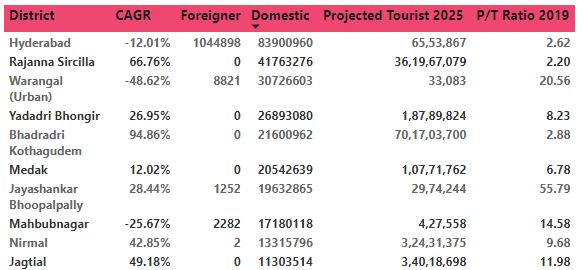 District CAGR Foreigner Domestic Projected Tourist 2025 P/T Ratio 2019
Hyderabad -12.01% 1044898 83900960 65,53,867 2.62
Rajanna Sircilla 66.76% 0 41763276 36,19,67,079 2.20
Warangal -48.62% 8821 30726603 33,083 20.56
(Urban)
Yadadri Bhongir 26.95% 0 26893080 1,87,89,824 8.23
Bhadradri 94.86% 0 21600962 70,17,03,700 2.88
Kothagudem
Medak 12.02% 0 20542639 1,07,71,762 6.78
Jayashankar 28.44% 1252 19632865 29,74,244 55.79
Bhoopalpally
Mahbubnagar -25.67% 2282 17180118 4,27,558 14.58
Nirmal 42.85% 2 13315796 3,24,31,375 9.68
Jagtial 49.18% 0 11303514 3,40,18,698 11.98